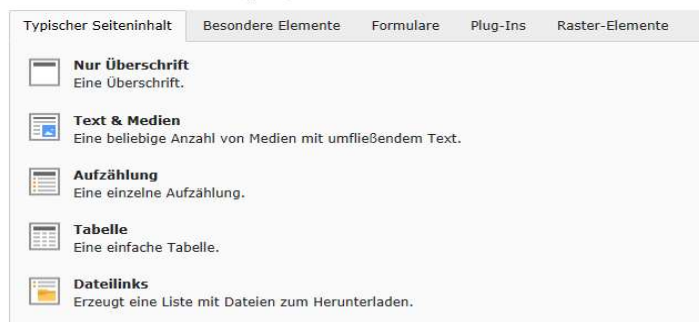 Typischer Seiteninhalt Besondere Elemente Formulare Plug-Ins Raster-Elemente
Nur Überschrift
Eine Überschrift.
Text & Medien
Eine beliebige Anzahl von Medien mit umfließendem Text.
Aufzählung
Eine einzelne Aufzählung.
Tabelle
Eine einfache Tabelle.
Dateilinks
Erzeugt eine Liste mit Dateien zum Herunterladen.